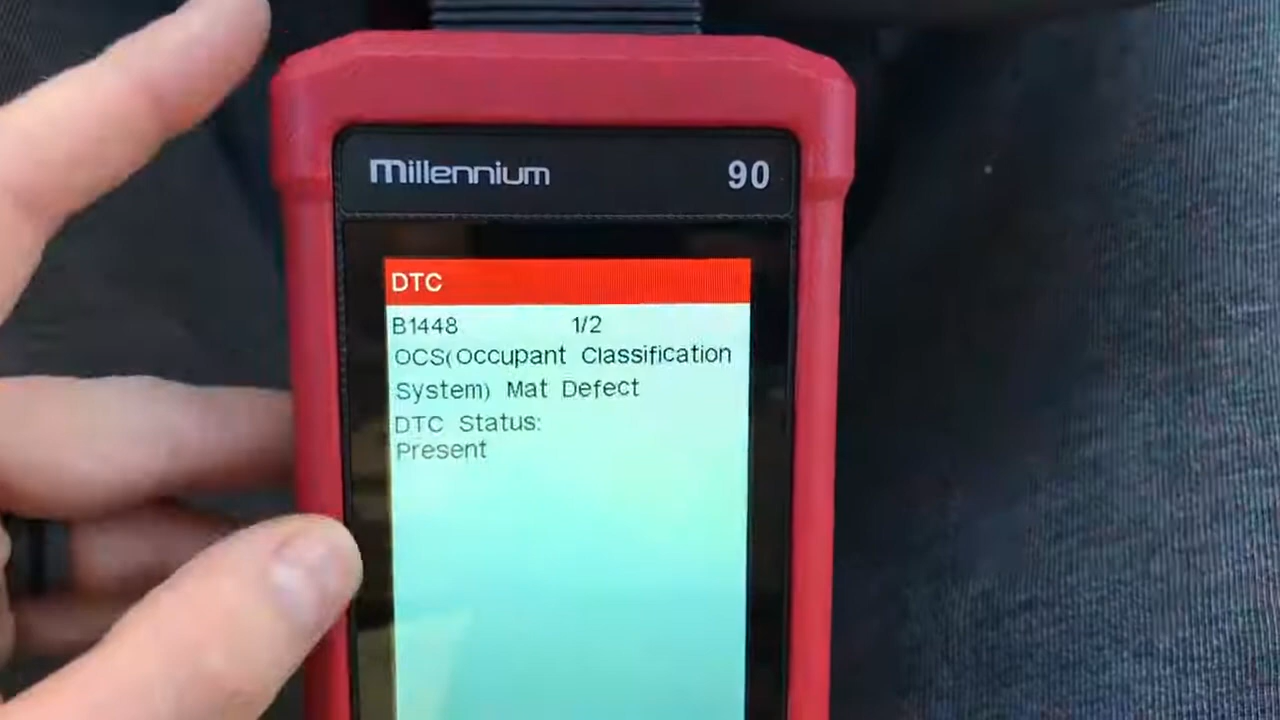 Millennium 90
DTC
B1448 1/2
OCS(Occupant Classification
System) Mat Defect
DTC Status:
Present